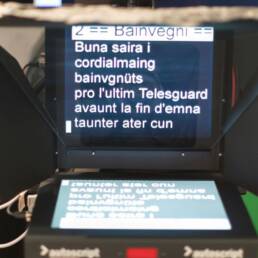 2 == Bainvegni ==
Buna saira i
cordialmaing
bainvgnüts
pro l'ultim Telesguard
avaunt la fin d'emna
taunter ater cun
autoscript
autoscript